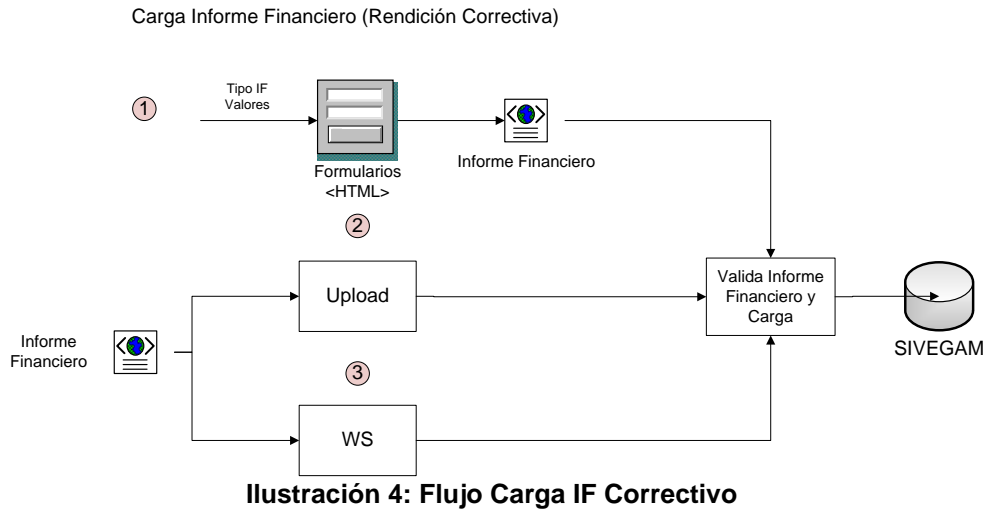 Carga Informe Financiero (Rendición Correctiva)
1
Tipo IF
Valores
Formularios
<HTML>
Informe Financiero
2
Upload
Valida Informe
Financiero y
Carga
SIVEGAM
Informe
Financiero
3
WS
Ilustración 4: Flujo Carga IF Correctivo